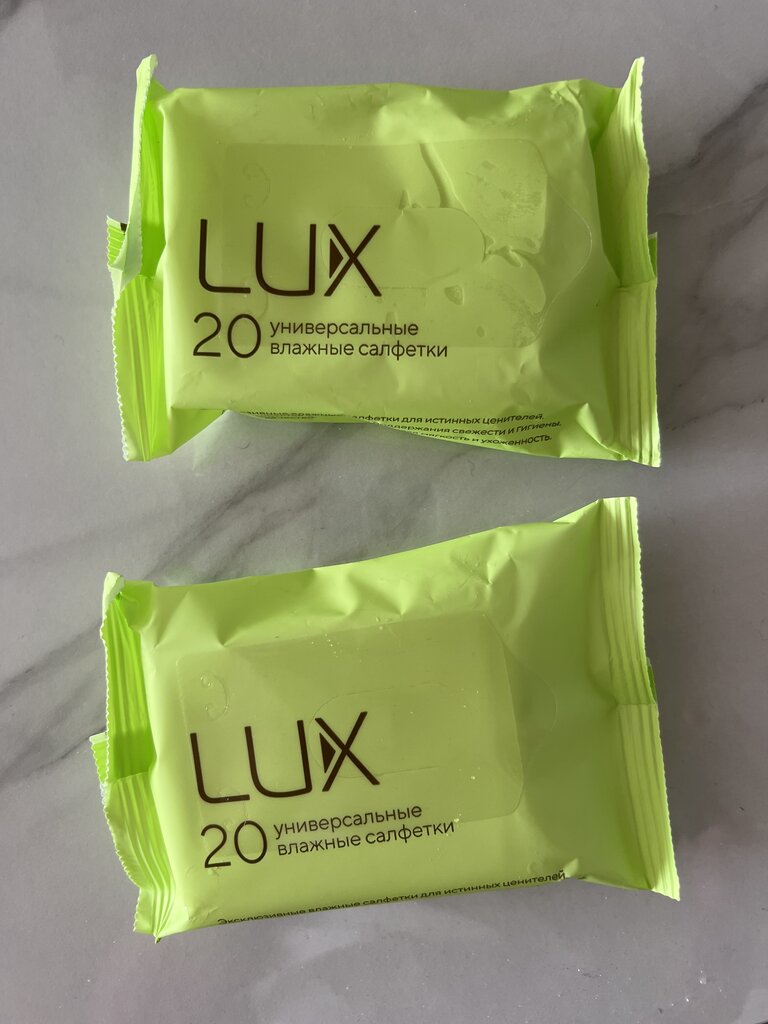 LUX
20 универсальные
влажные салфетки
салфетки для истинных ценителей,
свежести и гигиены.
мягкость и ухоженность.
LUX
20 универсальные
влажные салфетки
Эксклюзивные влажные салфетки для истинных ценителей